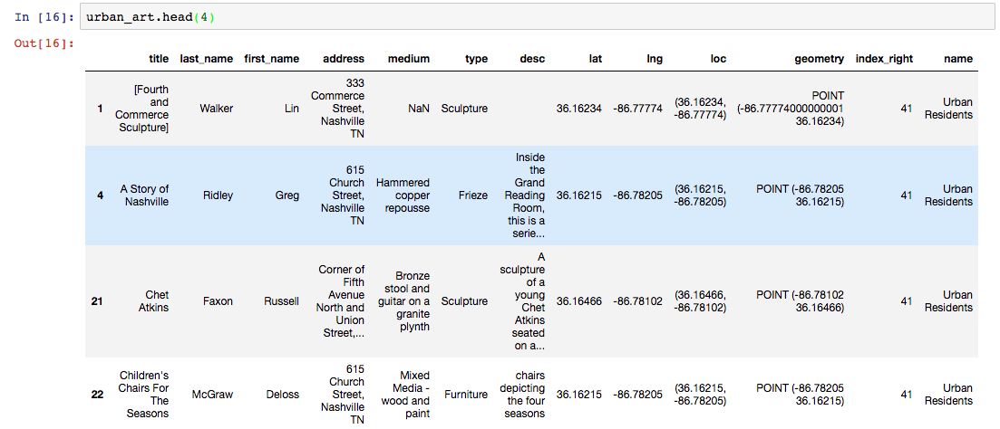 In [16]: urban_art.head(4)
Out[16]:
title last_name first_name address medium type desc lat lng loc geometry index_right name
1 [Fourth and Commerce Sculpture] Walker Lin 333 Commerce Street, Nashville TN NaN Sculpture 36.16234 -86.77774 (36.16234, -86.77774) POINT (-86.77774000000001 36.16234) 41 Urban Residents
4 A Story of Nashville Ridley Greg 615 Church Street, Nashville TN Hammered copper repousse Frieze Inside the Grand Reading Room, this is a serie... 36.16215 -86.78205 (36.16215, -86.78205) POINT (-86.78205 36.16215) 41 Urban Residents
21 Chet Atkins Faxon Russell Corner of Fifth Avenue North and Union Street,... Bronze stool and guitar on a granite plynth Sculpture A sculpture of a young Chet Atkins seated on a... 36.16466 -86.78102 (36.16466, -86.78102) POINT (-86.78102 36.16466) 41 Urban Residents
22 Children's Chairs For The Seasons McGraw Deloss 615 Church Street, Nashville TN Mixed Media - wood and paint Furniture chairs depicting the four seasons 36.16215 -86.78205 (36.16215, -86.78205) POINT (-86.78205 36.16215) 41 Urban Residents